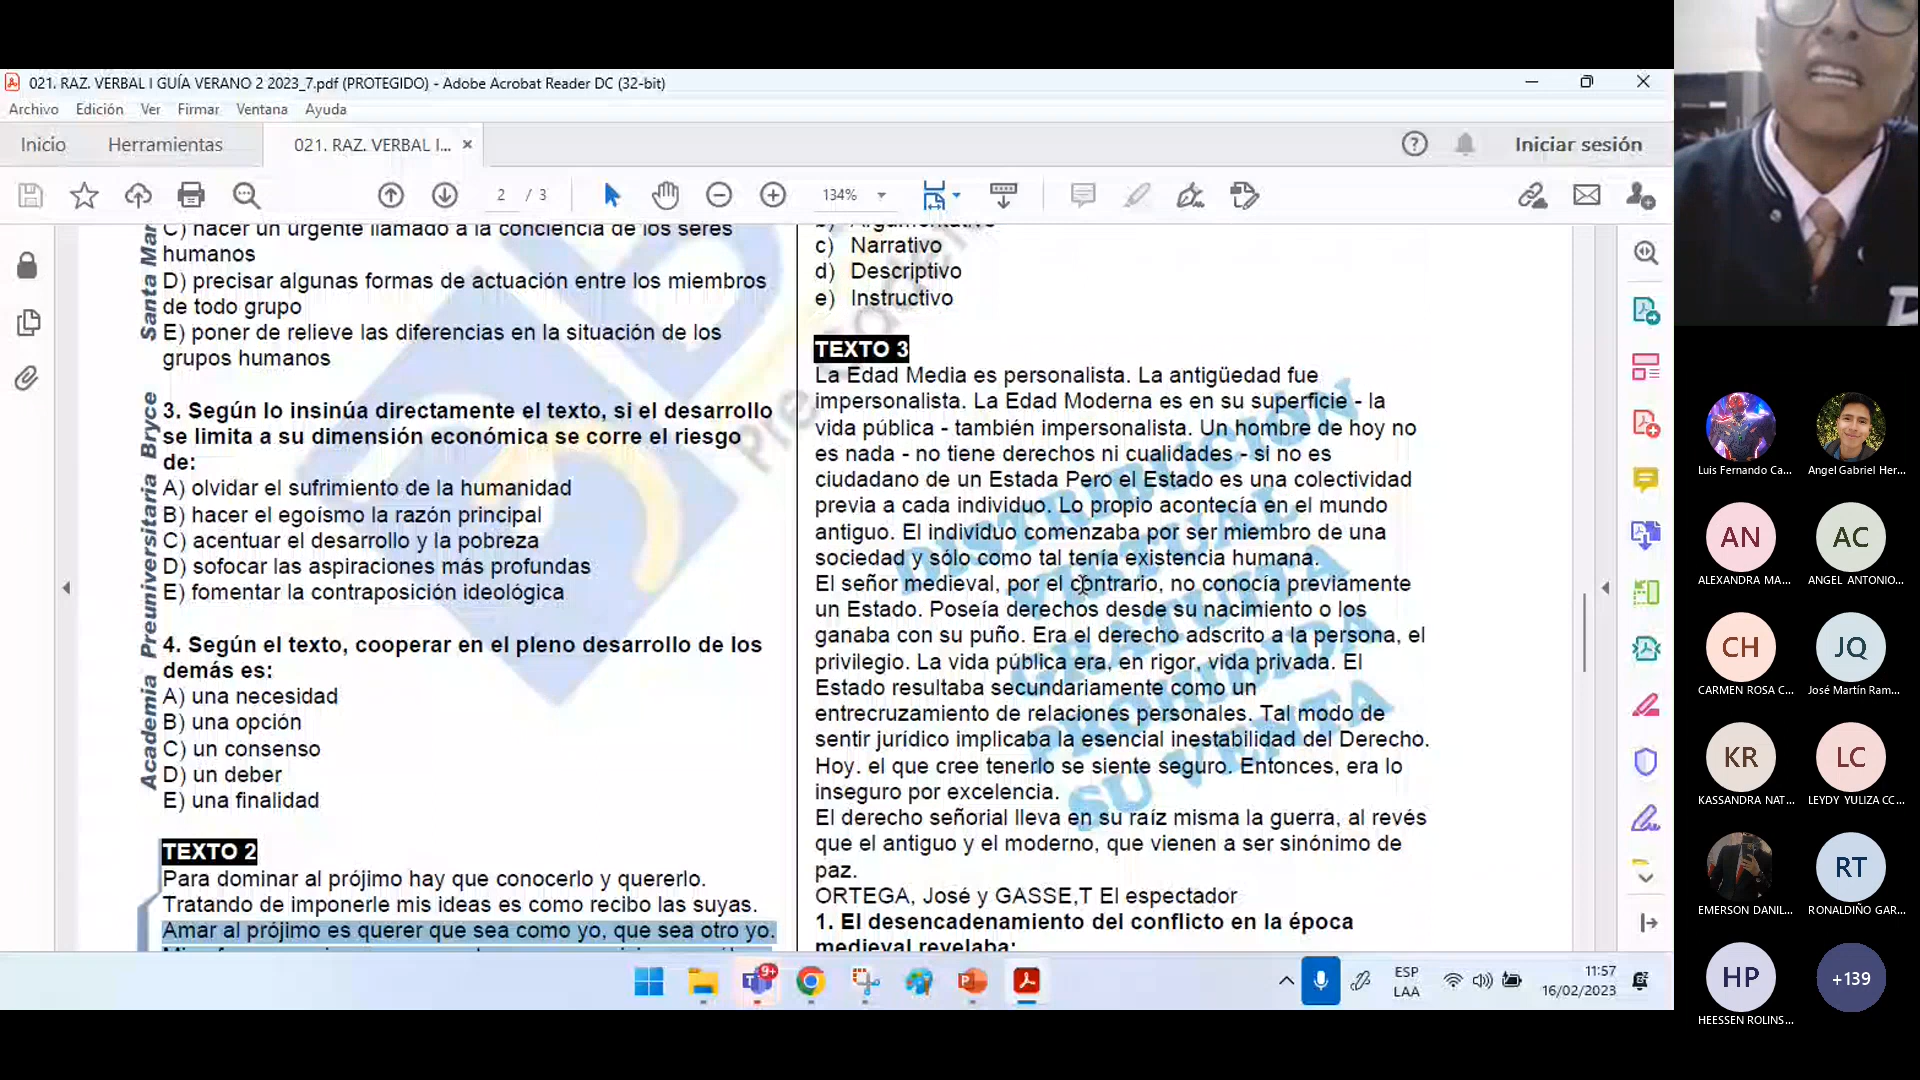 021. RAZ. VERBAL I GUÍA VERANO 2 2023_7.pdf (PROTEGIDO) - Adobe Acrobat Reader DC (32-bit)
Archivo Edición Ver Firmar Ventana Ayuda
Inicio Herramientas 021. RAZ. VERBAL I... × Iniciar sesión
2 / 3 134%
Santa Mar
Academia Preuniversitaria Bryce
C) hacer un urgente llamado a la conciencia de los seres
humanos
D) precisar algunas formas de actuación entre los miembros
de todo grupo
E) poner de relieve las diferencias en la situación de los
grupos humanos
3. Según lo insinúa directamente el texto, si el desarrollo
se limita a su dimensión económica se corre el riesgo
de:
A) olvidar el sufrimiento de la humanidad
B) hacer el egoísmo la razón principal
C) acentuar el desarrollo y la pobreza
D) sofocar las aspiraciones más profundas
E) fomentar la contraposición ideológica
4. Según el texto, cooperar en el pleno desarrollo de los
demás es:
A) una necesidad
B) una opción
C) un consenso
D) un deber
E) una finalidad
TEXTO 2
Para dominar al prójimo hay que conocerlo y quererlo.
Tratando de imponerle mis ideas es como recibo las suyas.
Amar al prójimo es querer que sea como yo, que sea otro yo.
b) Argumentativo
c) Narrativo
d) Descriptivo
e) Instructivo
TEXTO 3
La Edad Media es personalista. La antigüedad fue
impersonalista. La Edad Moderna es en su superficie - la
vida pública - también impersonalista. Un hombre de hoy no
es nada - no tiene derechos ni cualidades - si no es
ciudadano de un Estada Pero el Estado es una colectividad
previa a cada individuo. Lo propio acontecía en el mundo
antiguo. El individuo comenzaba por ser miembro de una
sociedad y sólo como tal tenía existencia humana.
El señor medieval, por el contrario, no conocía previamente
un Estado. Poseía derechos desde su nacimiento o los
ganaba con su puño. Era el derecho adscrito a la persona, el
privilegio. La vida pública era, en rigor, vida privada. El
Estado resultaba secundariamente como un
entrecruzamiento de relaciones personales. Tal modo de
sentir jurídico implicaba la esencial inestabilidad del Derecho.
Hoy. el que cree tenerlo se siente seguro. Entonces, era lo
inseguro por excelencia.
El derecho señorial lleva en su raíz misma la guerra, al revés
que el antiguo y el moderno, que vienen a ser sinónimo de
paz.
ORTEGA, José y GASSE,T El espectador
1. El desencadenamiento del conflicto en la época
medieval revelaba:
DISTRIBUCIÓN
VIRTUAL
GRATUITA
PROHIBIDA
SU VENTA
9+
ESP
LAA
11:57
16/02/2023
Luis Fernando Ca... Angel Gabriel Her...
AN AC
ALEXANDRA MA... ANGEL ANTONIO...
CH JQ
CARMEN ROSA C... José Martín Ram...
KR LC
KASSANDRA NAT... LEYDY YULIZA CC...
RT
EMERSON DANIL... RONALDIÑO GAR...
HP +139
HEESSEN ROLINS...